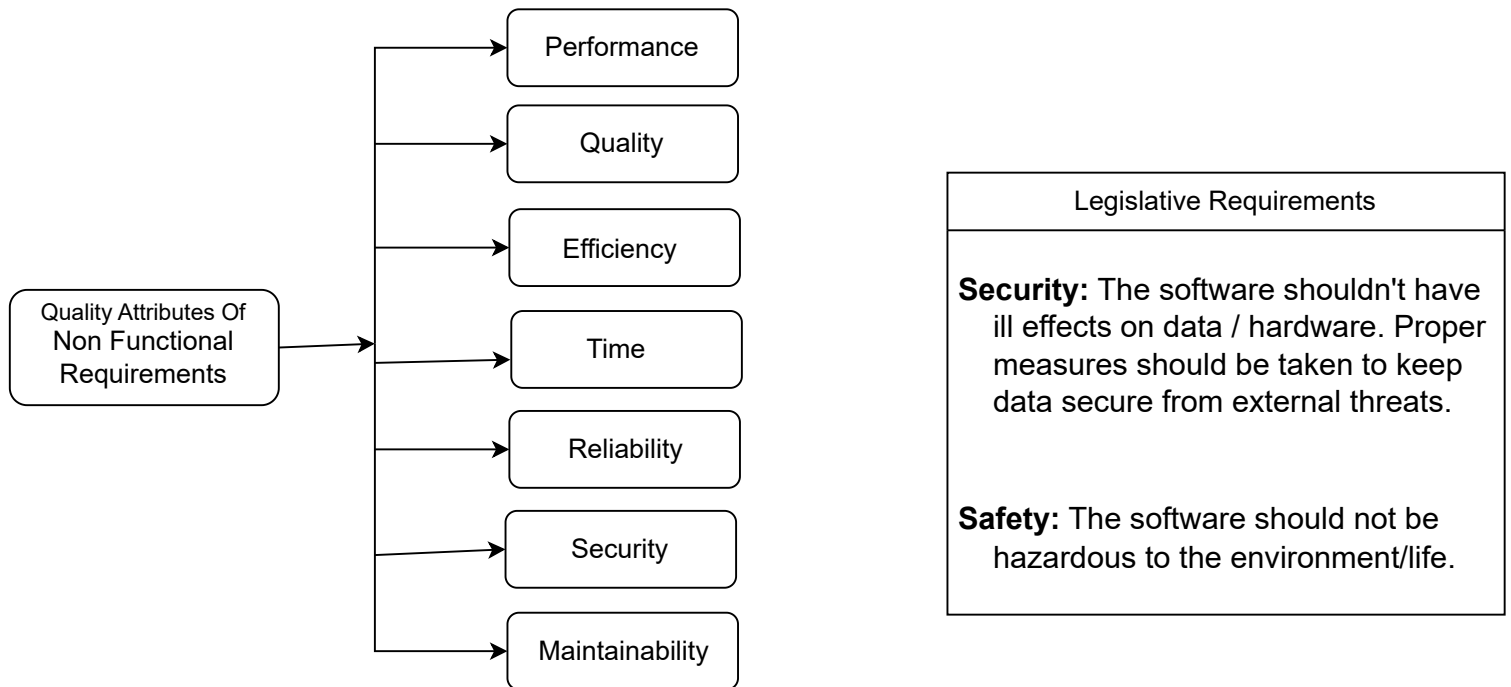 Quality Attributes Of
Non Functional
Requirements
Performance
Quality
Efficiency
Time
Reliability
Security
Maintainability
Legislative Requirements
Security: The software shouldn't have
ill effects on data / hardware. Proper
measures should be taken to keep
data secure from external threats.
Safety: The software should not be
hazardous to the environment/life.